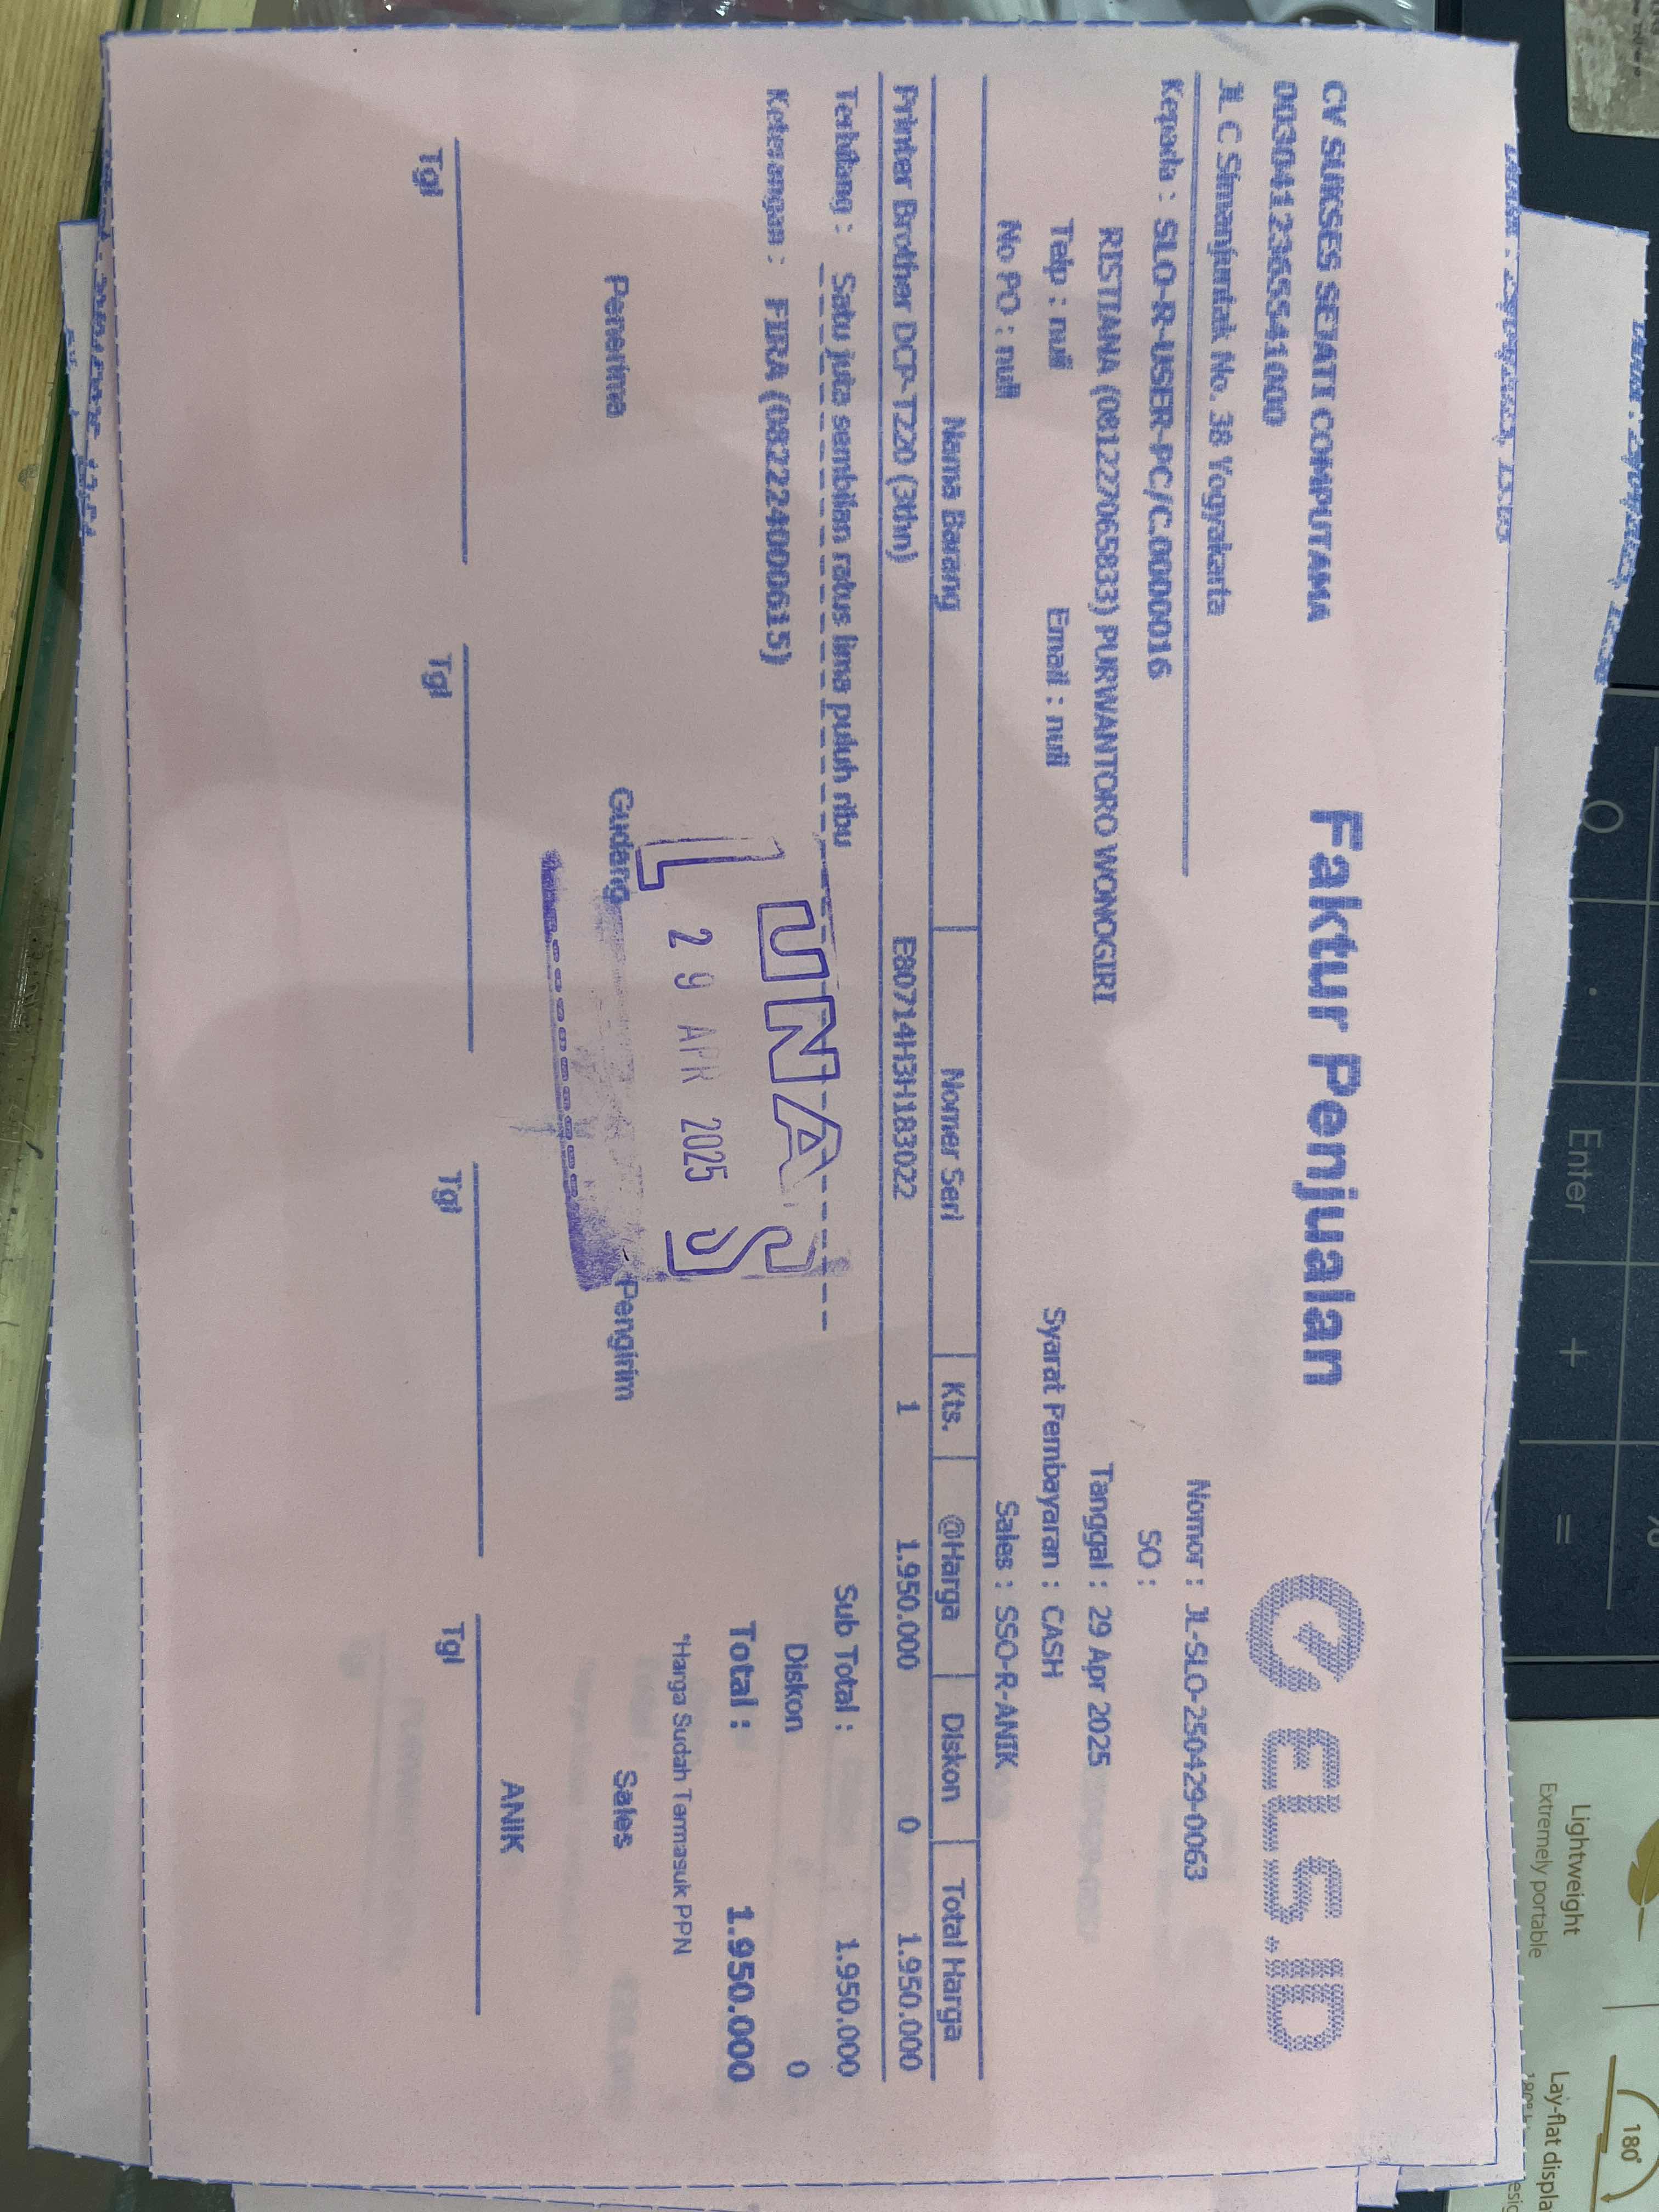 CV SUKSES SEJATI COMPUTAMA
Faktur Penjualan
ELS.ID
0030412365541000
JL C Simanjuntak No. 38 Yogyakarta
Nomor : JL-SLO-250429-0063
Kepada : SLO-R-USER-PC/C.0000016
SO :
RISTIANA (081227065833) PURWANTORO WONOGIRI
Tanggal : 29 Apr 2025
Telp : null Email : null
Syarat Pembayaran : CASH
No PO : null
Sales : SSO-R-ANIK
Nama Barang Nomer Seri Kts. @Harga Diskon Total Harga
Printer Brother DCP-T220 (3thn) E80714H3H183022 1 1.950.000 0 1.950.000
Terbilang : Satu juta sembilan ratus lima puluh ribu
Sub Total : 1.950.000
Keterangan : FIRA (082224000615)
Diskon 0
Total : 1.950.000
*Harga Sudah Termasuk PPN
LUNAS
29 APR 2025
Penerima Gudang Pengirim Sales
ANIK
Tgl Tgl Tgl Tgl
Enter
+
=
Lightweight
Extremely portable
Lay-flat displa
180°